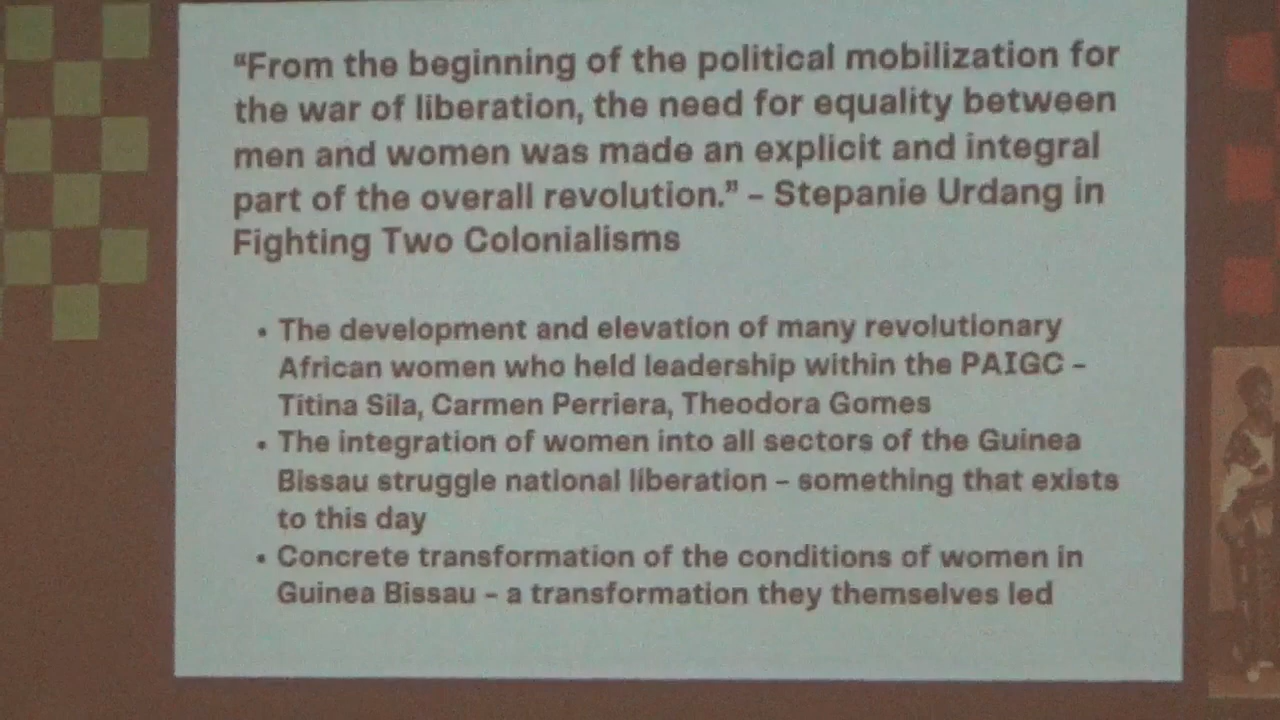 “From the beginning of the political mobilization for
the war of liberation, the need for equality between
men and women was made an explicit and integral
part of the overall revolution.” – Stepanie Urdang in
Fighting Two Colonialisms
• The development and elevation of many revolutionary
African women who held leadership within the PAIGC –
Titina Sila, Carmen Perriera, Theodora Gomes
• The integration of women into all sectors of the Guinea
Bissau struggle national liberation – something that exists
to this day
• Concrete transformation of the conditions of women in
Guinea Bissau – a transformation they themselves led